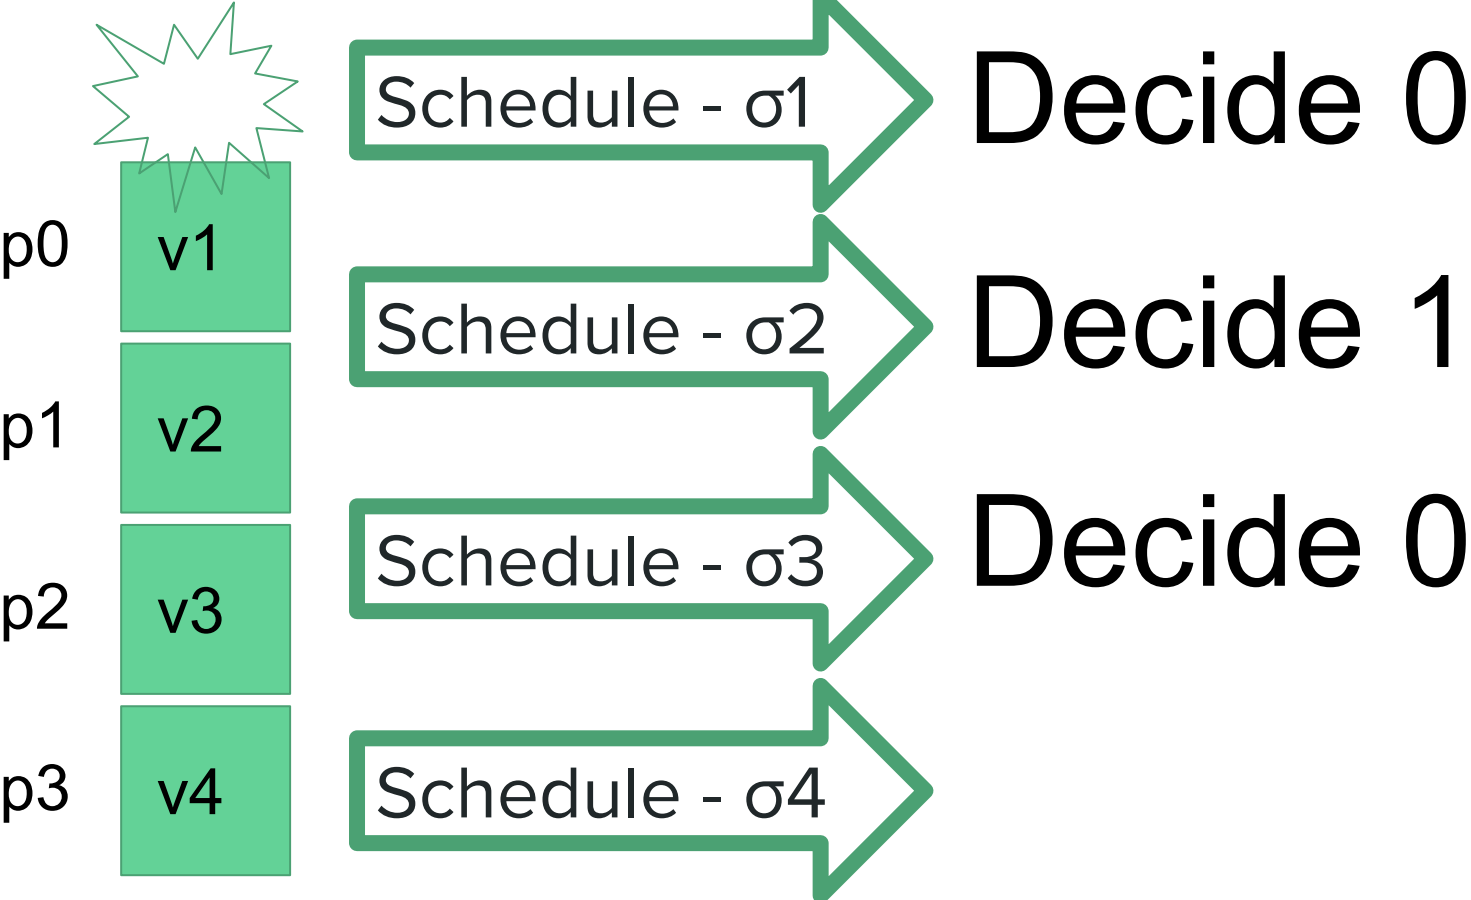 Schedule - σ1 Decide 0
p0 v1
Schedule - σ2 Decide 1
p1 v2
Schedule - σ3 Decide 0
p2 v3
p3 v4
Schedule - σ4